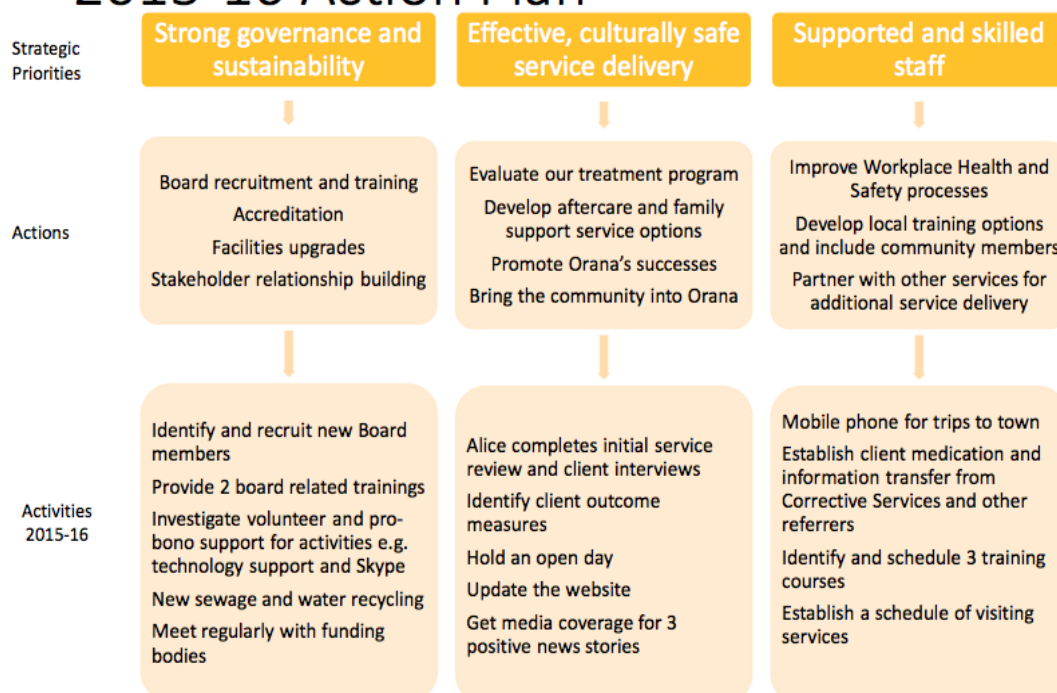 2015-16 Action Plan
Strategic
Priorities
Strong governance and
sustainability
Effective, culturally safe
service delivery
Supported and skilled
staff
Actions
Board recruitment and training
Accreditation
Facilities upgrades
Stakeholder relationship building
Evaluate our treatment program
Develop aftercare and family
support service options
Promote Orana’s successes
Bring the community into Orana
Improve Workplace Health and
Safety processes
Develop local training options
and include community members
Partner with other services for
additional service delivery
Activities
2015-16
Identify and recruit new Board
members
Provide 2 board related trainings
Investigate volunteer and pro-
bono support for activities e.g.
technology support and Skype
New sewage and water recycling
Meet regularly with funding
bodies
Alice completes initial service
review and client interviews
Identify client outcome
measures
Hold an open day
Update the website
Get media coverage for 3
positive news stories
Mobile phone for trips to town
Establish client medication and
information transfer from
Corrective Services and other
referrers
Identify and schedule 3 training
courses
Establish a schedule of visiting
services